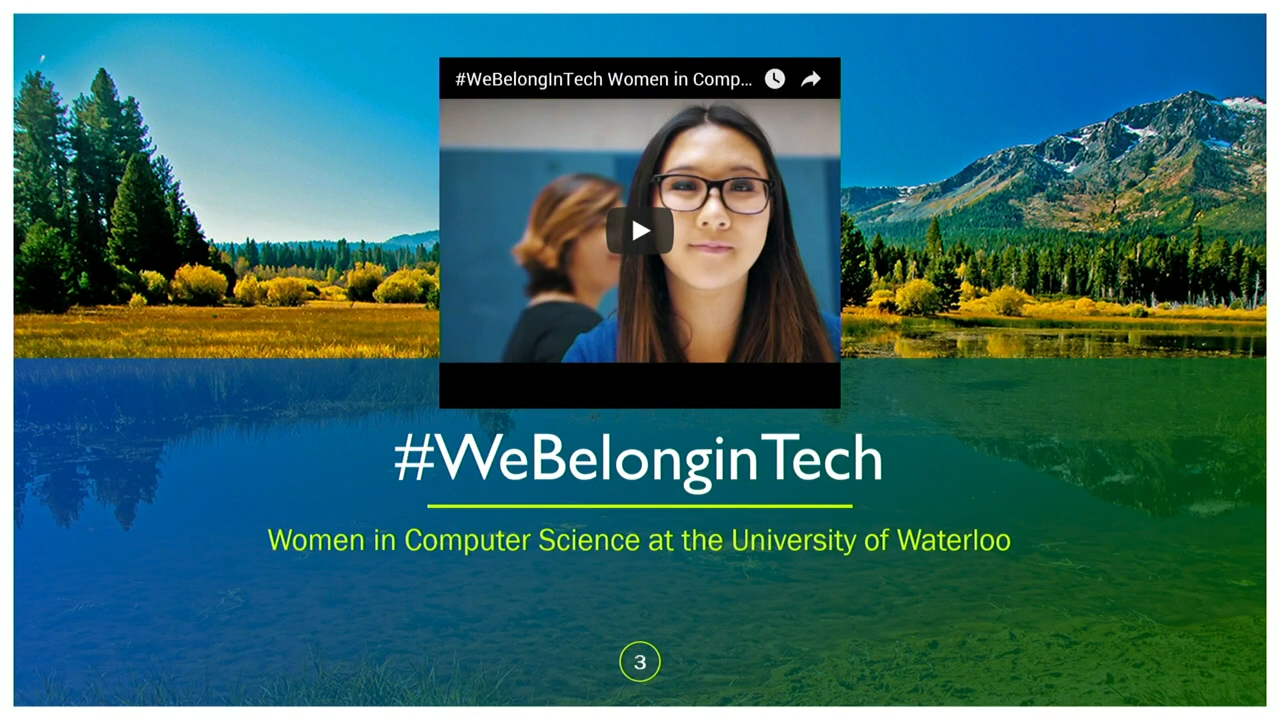 #WeBelongInTech Women in Comp...
#WeBelonginTech
Women in Computer Science at the University of Waterloo
3